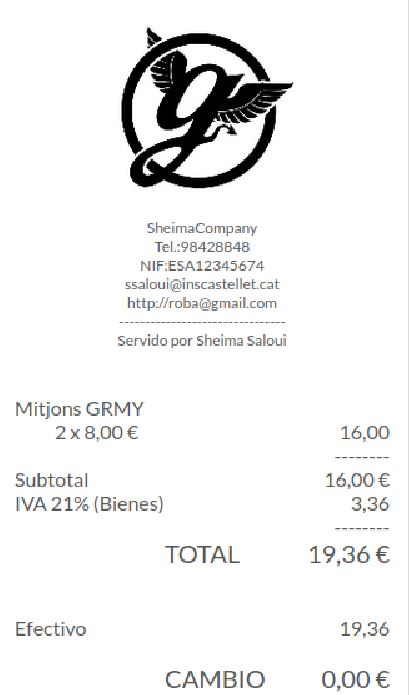 g
SheimaCompany
Tel.:98428848
NIF:ESA12345674
ssaloui@inscastellet.cat
http://roba@gmail.com
--------------------------------
Servido por Sheima Saloui
Mitjons GRMY
2 x 8,00 € 16,00
--------
Subtotal 16,00 €
IVA 21% (Bienes) 3,36
--------
TOTAL 19,36 €
Efectivo 19,36
CAMBIO 0,00 €